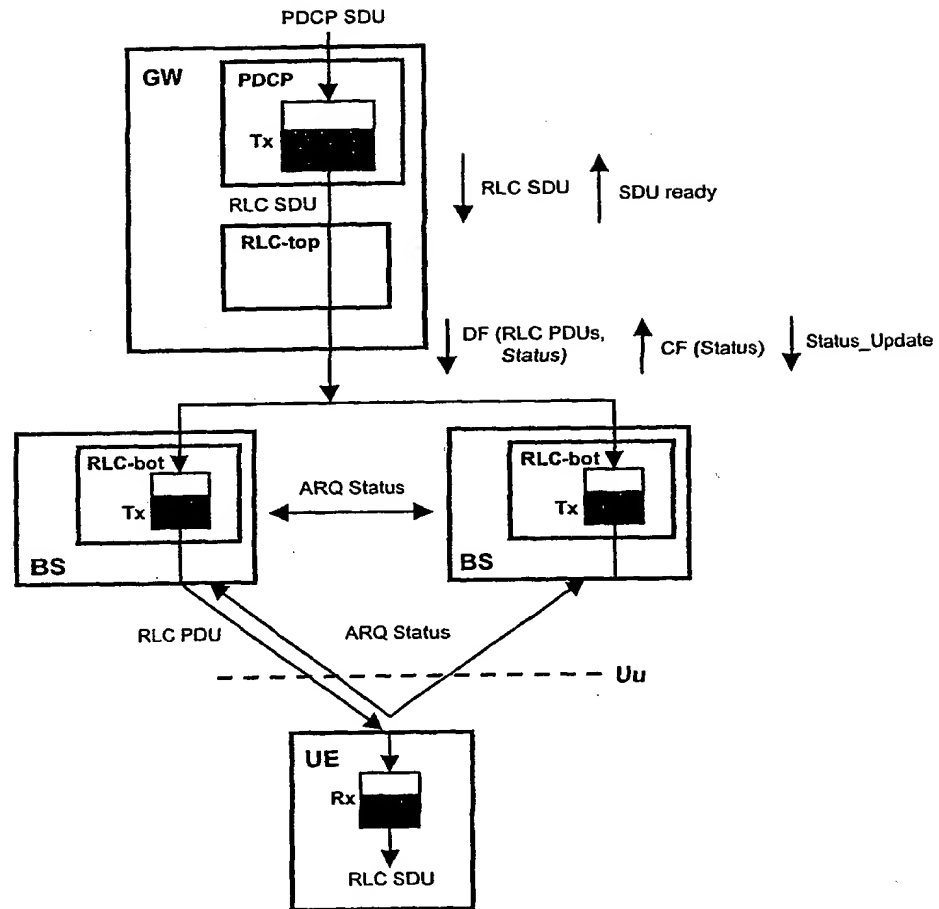 PDCP SDU
GW
PDCP
Tx
RLC SDU
SDU ready
RLC SDU
RLC-top
DF (RLC PDUs,
Status)
CF (Status)
Status_Update
RLC-bot
Tx
BS
ARQ Status
RLC-bot
Tx
BS
RLC PDU
ARQ Status
Uu
UE
Rx
RLC SDU